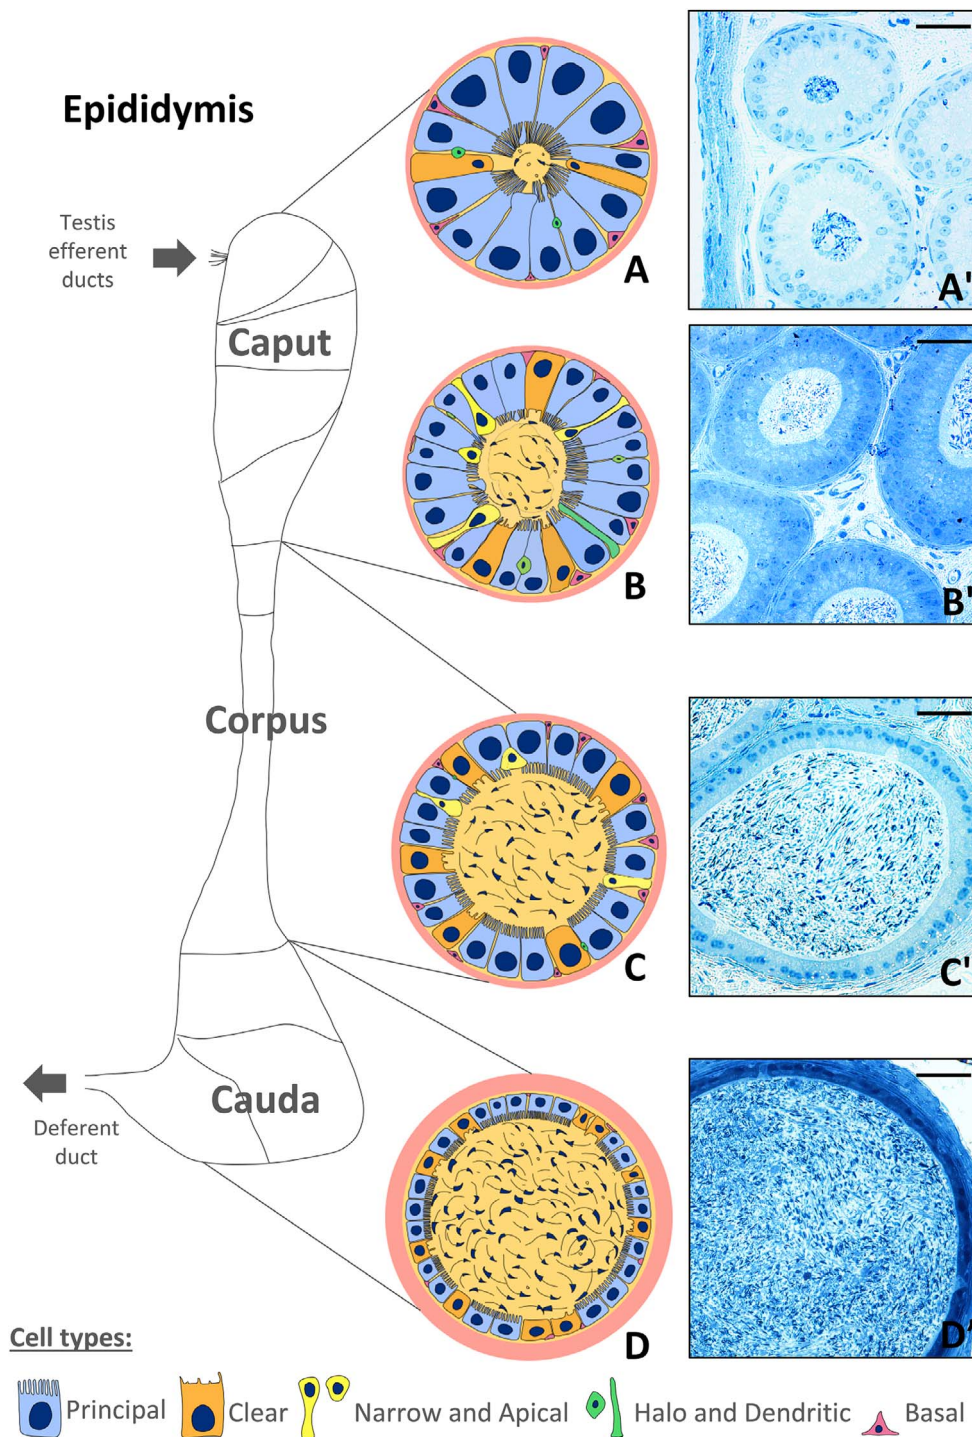 Epididymis
Testis
efferent
ducts
Caput
Corpus
Cauda
Deferent
duct
A
A'
B
B'
C
C'
D
D'
Cell types:
Principal
Clear
Narrow and Apical
Halo and Dendritic
Basal